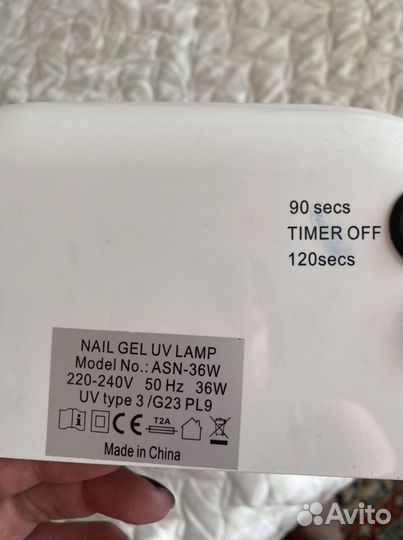 90 secs
TIMER OFF
120secs
NAIL GEL UV LAMP
Model No.: ASN-36W
220-240V 50 Hz 36W
UV type 3 /G23 PL9
i CE T2A
Made in China
Avito